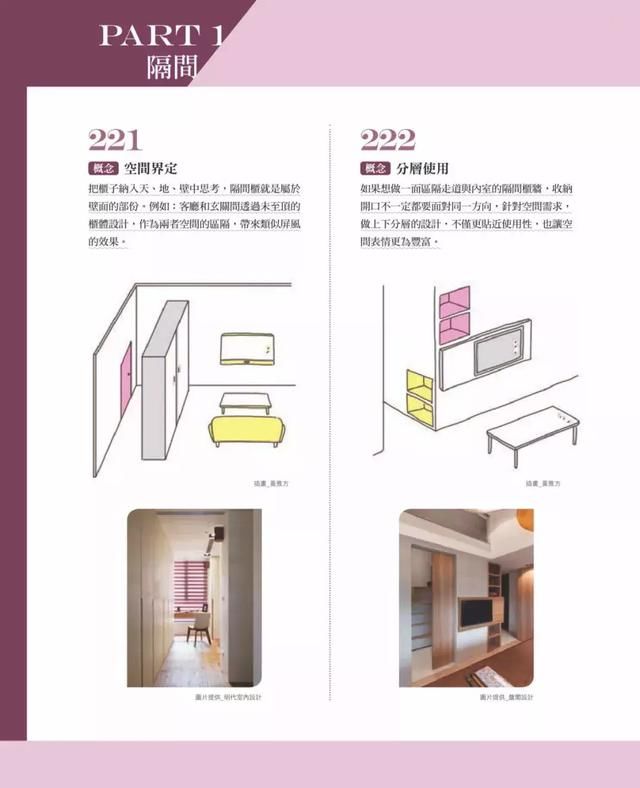 PART 1
隔間
221
概念 空間界定
把櫃子納入天、地、壁中思考，隔間櫃就是屬於
壁面的部份。例如：客廳和玄關間透過未至頂的
櫃體設計，作為兩者空間的區隔，帶來類似屏風
的效果。
插畫_黃雅方
圖片提供_明代室內設計
222
概念 分層使用
如果想做一面區隔走道與內室的隔間櫃牆，收納
開口不一定都要面對同一方向，針對空間需求，
做上下分層的設計，不僅更貼近使用性，也讓空
間表情更為豐富。
插畫_黃雅方
圖片提供_馥閣設計